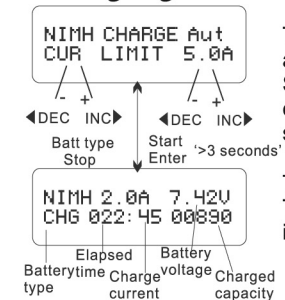 NIMH CHARGE Aut
CUR LIMIT 5.0A
- +
- +
◀DEC INC▶
◀DEC INC▶
Batt type
Stop
Start
Enter
'>3 seconds'
NIMH 2.0A 7.42V
CHG 022:45 00890
Battery
type
Elapsed
time
Charge
current
Battery
voltage
Charged
capacity